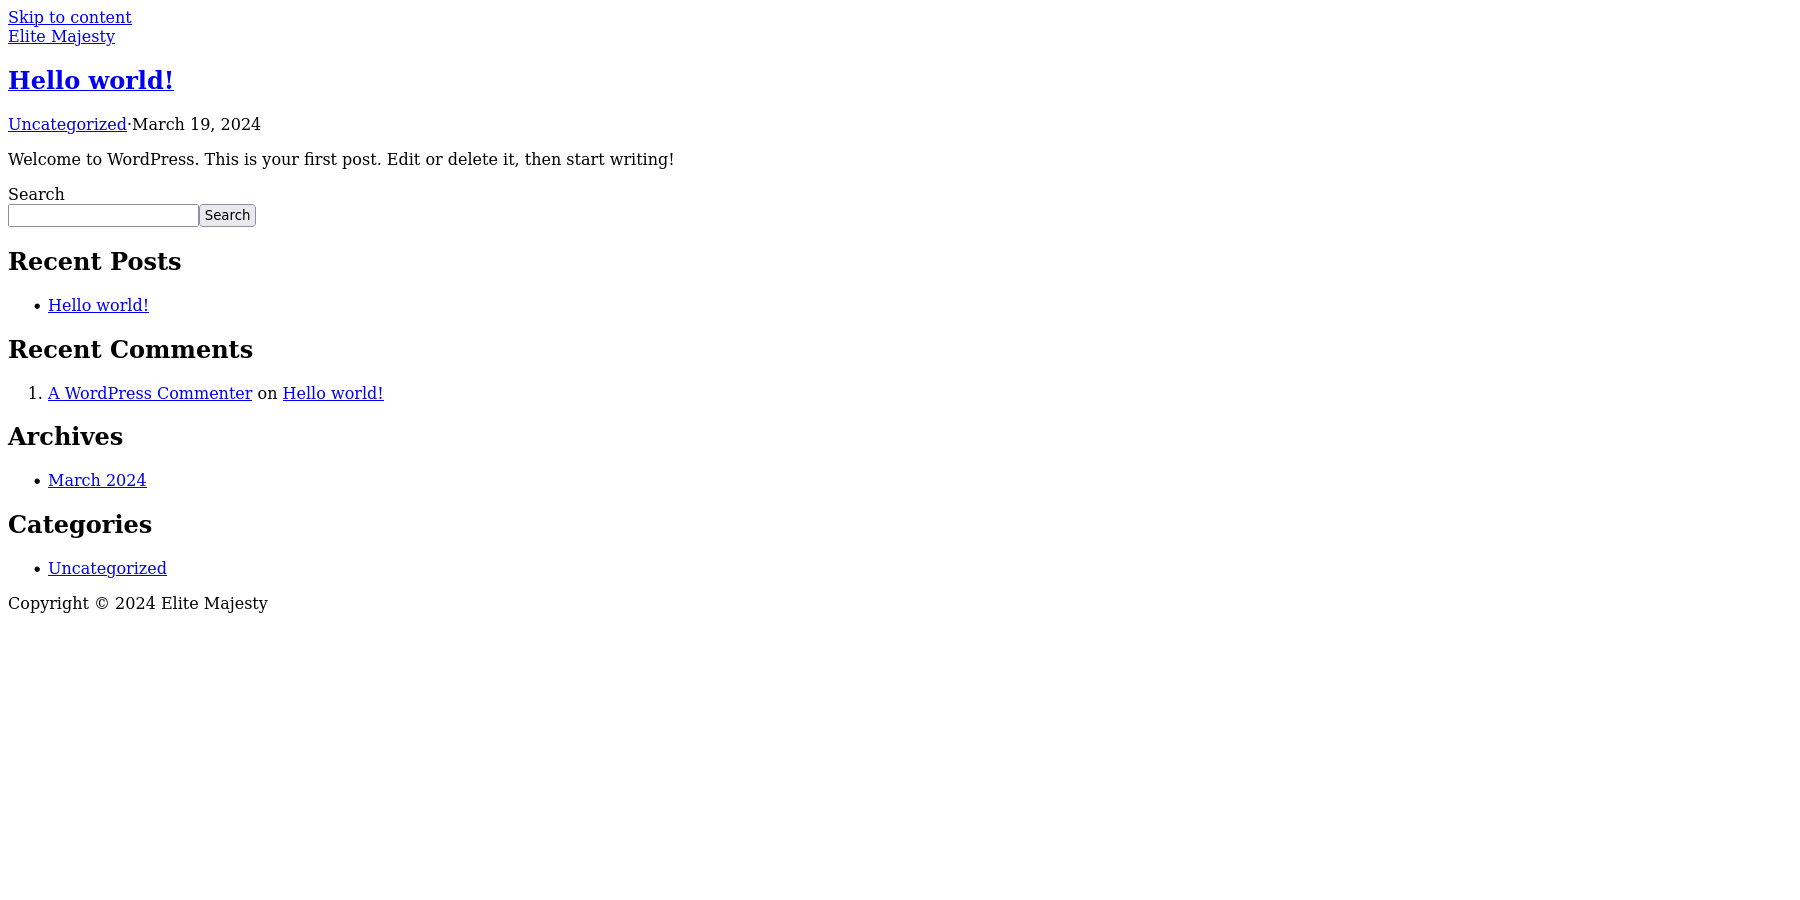 Skip to content
Elite Majesty
Hello world!
Uncategorized·March 19, 2024
Welcome to WordPress. This is your first post. Edit or delete it, then start writing!
Search
Search
Recent Posts
• Hello world!
Recent Comments
1. A WordPress Commenter on Hello world!
Archives
• March 2024
Categories
• Uncategorized
Copyright © 2024 Elite Majesty